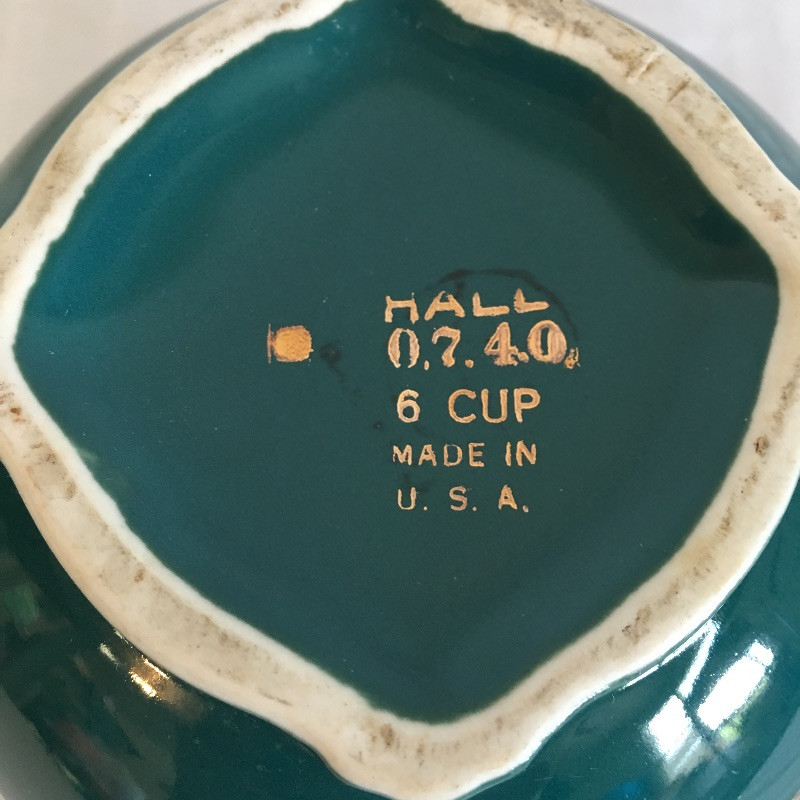 HALL
0.7.4.0.
6 CUP
MADE IN
U. S. A.